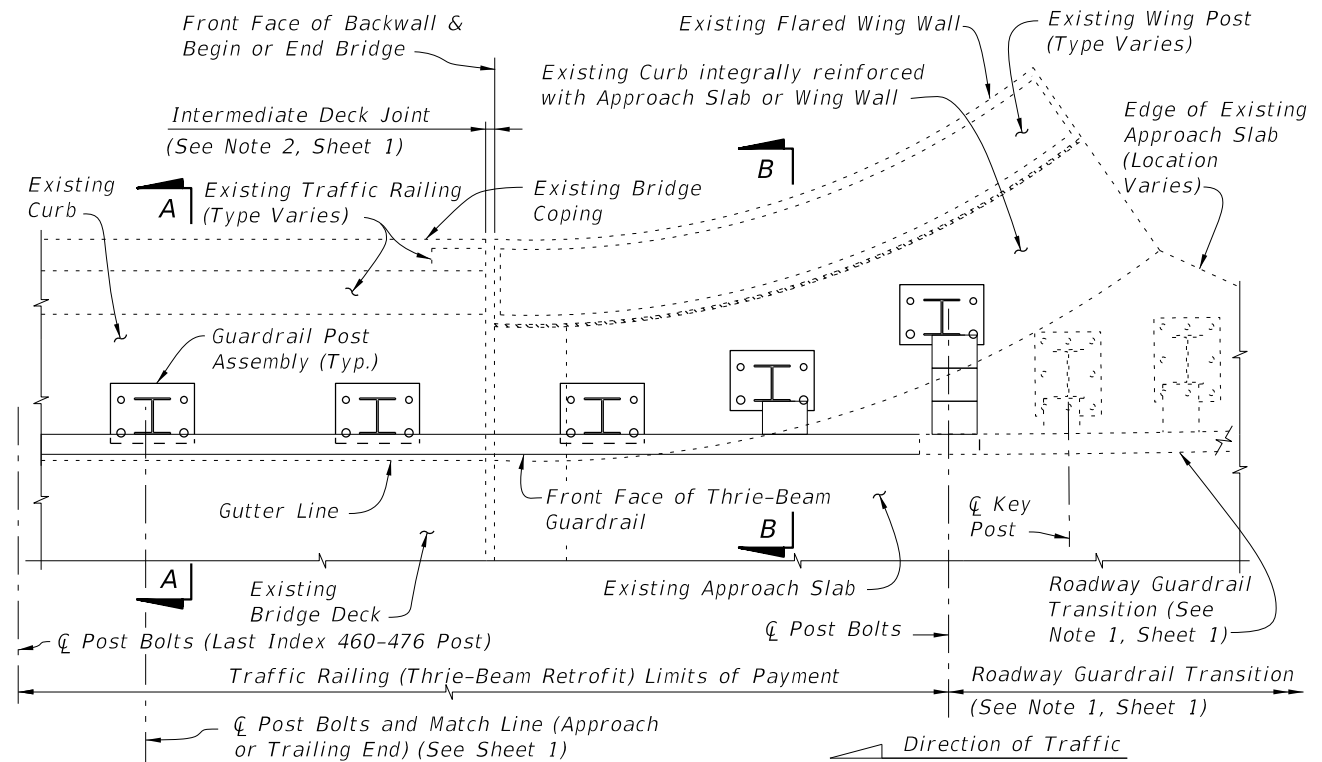 Front Face of Backwall &
Begin or End Bridge
Existing Flared Wing Wall
Existing Wing Post
(Type Varies)
Existing Curb integrally reinforced
with Approach Slab or Wing Wall
Intermediate Deck Joint
(See Note 2, Sheet 1)
Edge of Existing
Approach Slab
(Location
Varies)
B
Existing
Curb
A
Existing Traffic Railing
(Type Varies)
Existing Bridge
Coping
Guardrail Post
Assembly (Typ.)
Gutter Line
Front Face of Thrie-Beam
Guardrail
B
℄ Key
Post
A
Existing
Bridge Deck
Existing Approach Slab
Roadway Guardrail
Transition (See
Note 1, Sheet 1)
℄ Post Bolts (Last Index 460-476 Post)
℄ Post Bolts
Traffic Railing (Thrie-Beam Retrofit) Limits of Payment
Roadway Guardrail Transition
(See Note 1, Sheet 1)
℄ Post Bolts and Match Line (Approach
or Trailing End) (See Sheet 1)
Direction of Traffic